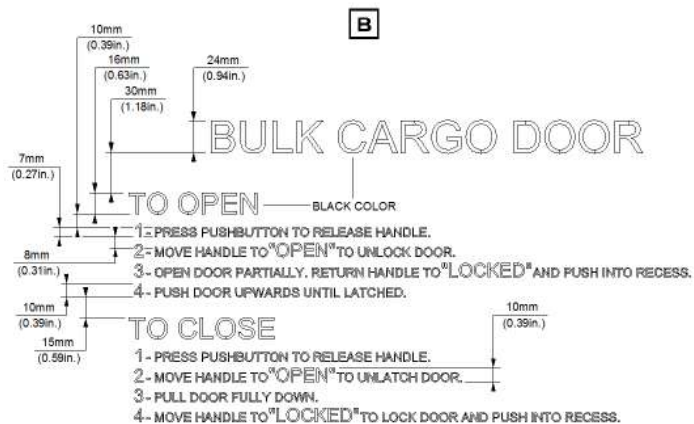 B
10mm
(0.39in.)
16mm
(0.63in.)
24mm
(0.94in.)
30mm
(1.18in.)
BULK CARGO DOOR
7mm
(0.27in.)
TO OPEN
BLACK COLOR
1- PRESS PUSHBUTTON TO RELEASE HANDLE.
2- MOVE HANDLE TO "OPEN" TO UNLOCK DOOR.
8mm
(0.31in.)
3- OPEN DOOR PARTIALLY. RETURN HANDLE TO "LOCKED" AND PUSH INTO RECESS.
4- PUSH DOOR UPWARDS UNTIL LATCHED.
10mm
(0.39in.)
10mm
(0.39in.)
TO CLOSE
15mm
(0.59in.)
1- PRESS PUSHBUTTON TO RELEASE HANDLE.
2- MOVE HANDLE TO "OPEN" TO UNLATCH DOOR.
3- PULL DOOR FULLY DOWN.
4- MOVE HANDLE TO "LOCKED" TO LOCK DOOR AND PUSH INTO RECESS.